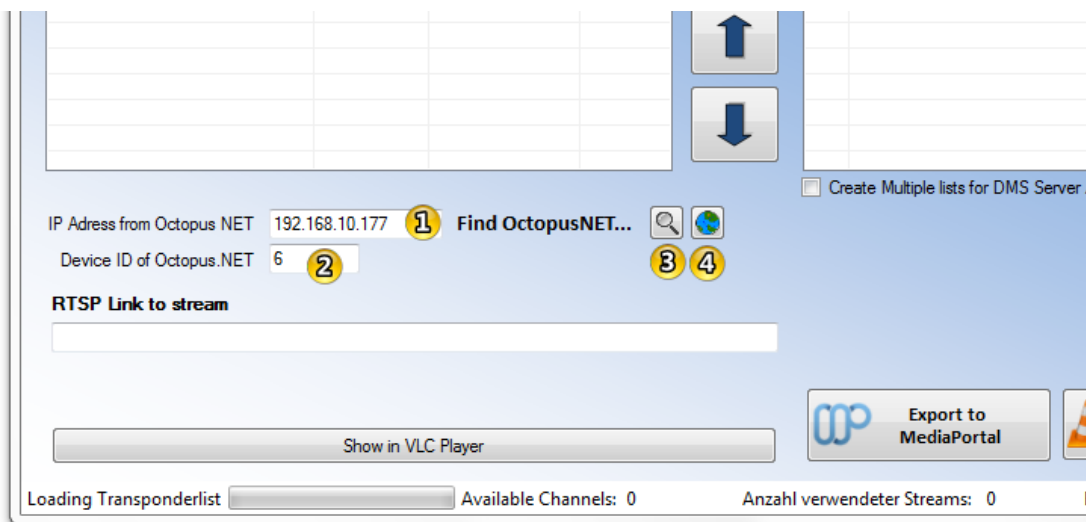 Create Multiple lists for DMS Server
IP Adress from Octopus NET 192.168.10.177 1 Find OctopusNET...
Device ID of Octopus.NET 6 2 3 4
RTSP Link to stream
Export to
MediaPortal
Show in VLC Player
Loading Transponderlist Available Channels: 0 Anzahl verwendeter Streams: 0